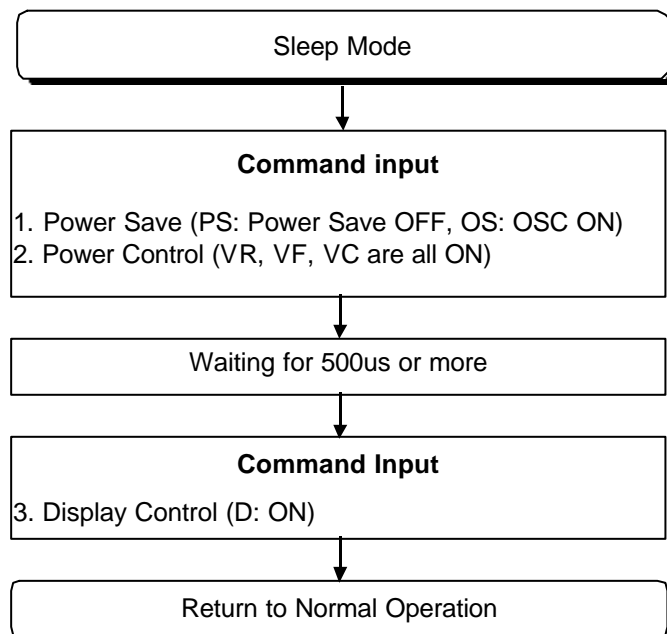 Sleep Mode
Command input
1. Power Save (PS: Power Save OFF, OS: OSC ON)
2. Power Control (VR, VF, VC are all ON)
Waiting for 500us or more
Command Input
3. Display Control (D: ON)
Return to Normal Operation